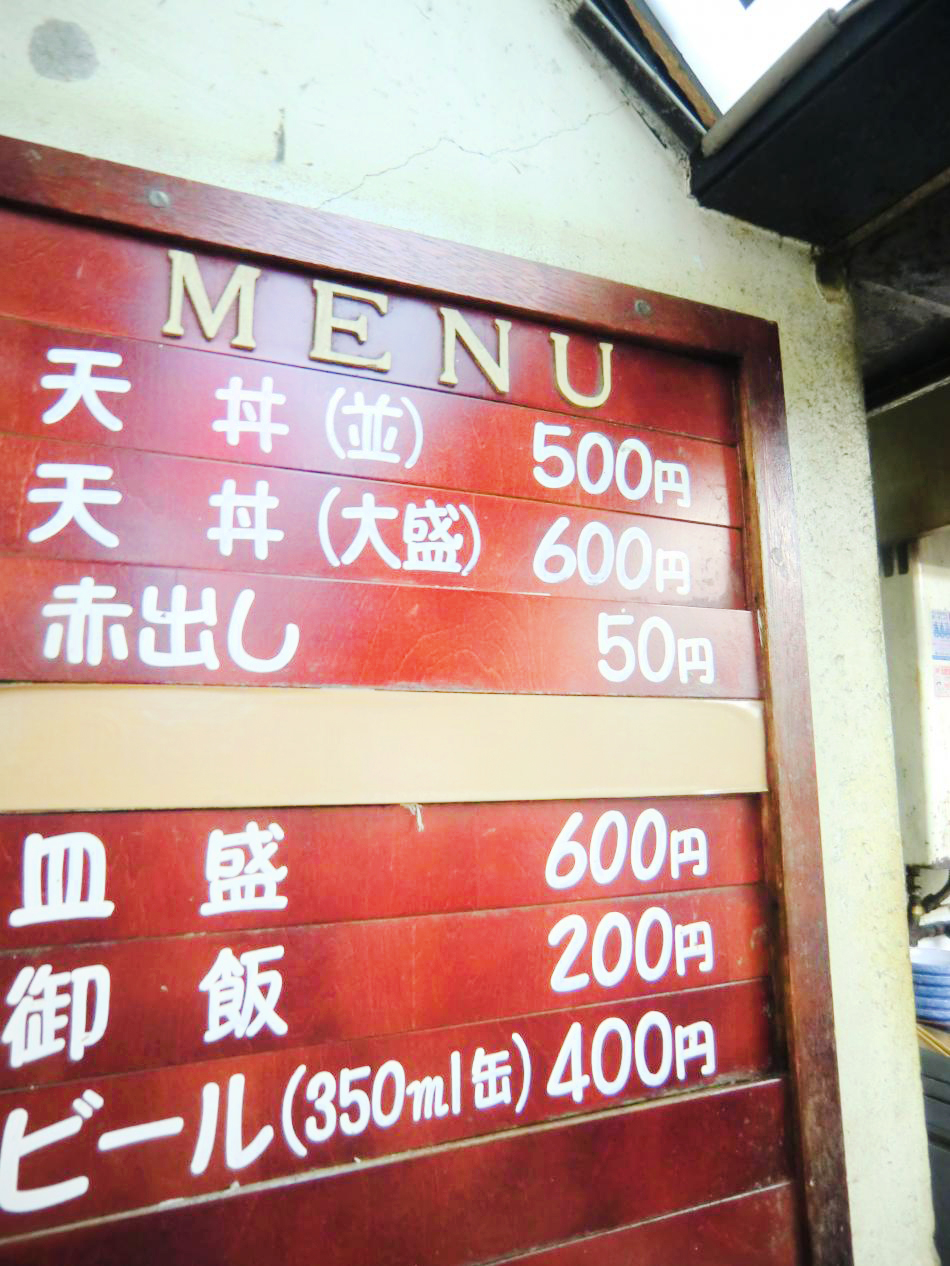 MENU
天 丼 (並) 500円
天 丼 (大盛) 600円
赤出し 50円
皿 盛 600円
御 飯 200円
ビール(350ml缶) 400円